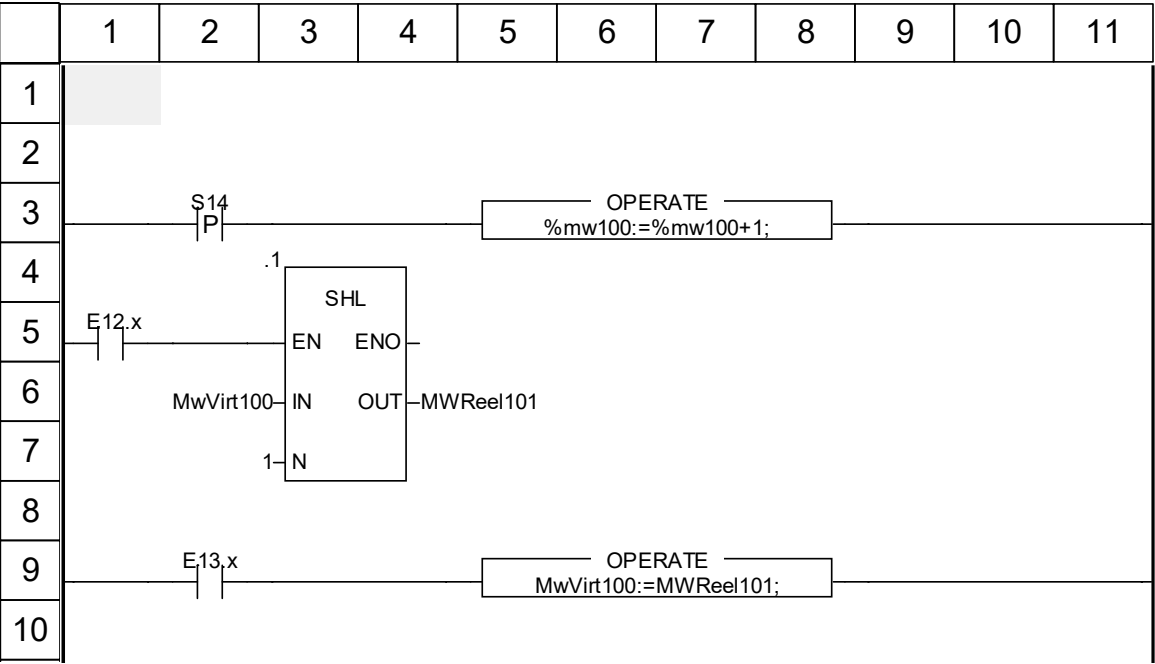 1 2 3 4 5 6 7 8 9 10 11
1
2
3
S14
P
OPERATE
%mw100:=%mw100+1;
4
.1
SHL
5
E12.x
EN ENO
6
MwVirt100 IN OUT MWReel101
7
1 N
8
9
E13.x
OPERATE
MwVirt100:=MWReel101;
10